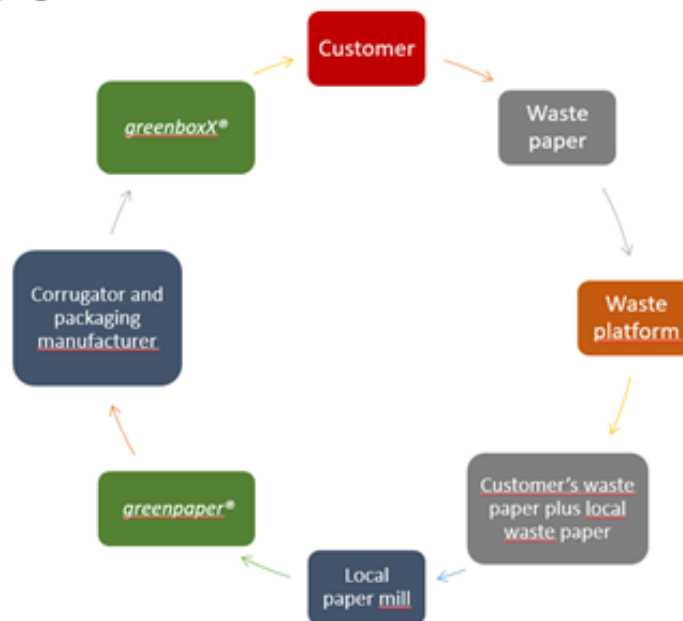 Customer
Waste
paper
Waste
platform
Customer's waste
paper plus local
waste paper
Local
paper mill
greenpaper®
Corrugator and
packaging
manufacturer
greenboxX®